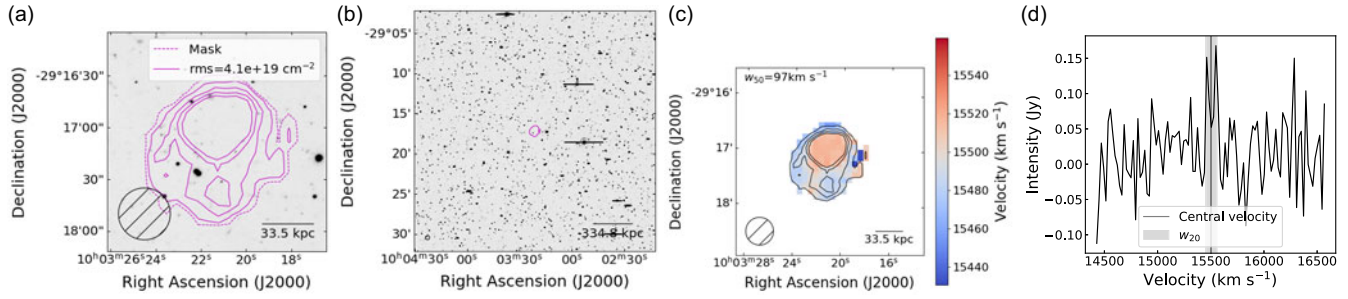 (a)
Mask
rms=4.1e+19 cm⁻²
-29°16'30"
17'00"
30"
18'00"
33.5 kpc
10ʰ03ᵐ26ˢ24ˢ
22ˢ
20ˢ
18ˢ
Right Ascension (J2000)
Declination (J2000)
(b)
-29°05'
10'
15'
20'
25'
30'
334.8 kpc
10ʰ04ᵐ30ˢ
00ˢ
03ᵐ30ˢ
00ˢ
02ᵐ30ˢ
Right Ascension (J2000)
Declination (J2000)
(c)
w₅₀=97km s⁻¹
-29°16'
17'
18'
33.5 kpc
10ʰ03ᵐ28ˢ
24ˢ
20ˢ
16ˢ
Right Ascension (J2000)
Declination (J2000)
15540
15520
15500
15480
15460
15440
Velocity (km s⁻¹)
(d)
0.15
0.10
0.05
0.00
−0.05
−0.10
Intensity (Jy)
Central velocity
w₂₀
14500
15000
15500
16000
16500
Velocity (km s⁻¹)